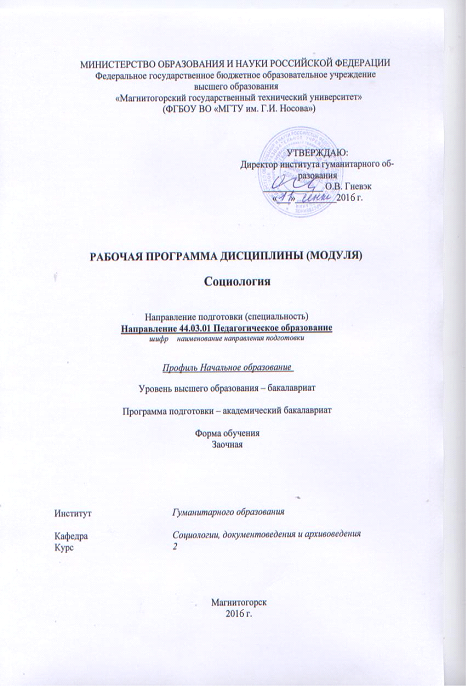 МИНИСТЕРСТВО ОБРАЗОВАНИЯ И НАУКИ РОССИЙСКОЙ ФЕДЕРАЦИИ
Федеральное государственное бюджетное образовательное учреждение
высшего образования
«Магнитогорский государственный технический университет»
(ФГБОУ ВО «МГТУ им. Г.И. Носова»)
УТВЕРЖДАЮ:
Директор института гуманитарного об-
разования
О.В. Гневэк
« » 2016 г.
РАБОЧАЯ ПРОГРАММА ДИСЦИПЛИНЫ (МОДУЛЯ)
Социология
Направление подготовки (специальность)
Направление 44.03.01 Педагогическое образование
шифр наименование направления подготовки
Профиль Начальное образование
Уровень высшего образования – бакалавриат
Программа подготовки – академический бакалавриат
Форма обучения
Заочная
Институт Гуманитарного образования
Кафедра Социологии, документоведения и архивоведения
Курс 2
Магнитогорск
2016 г.